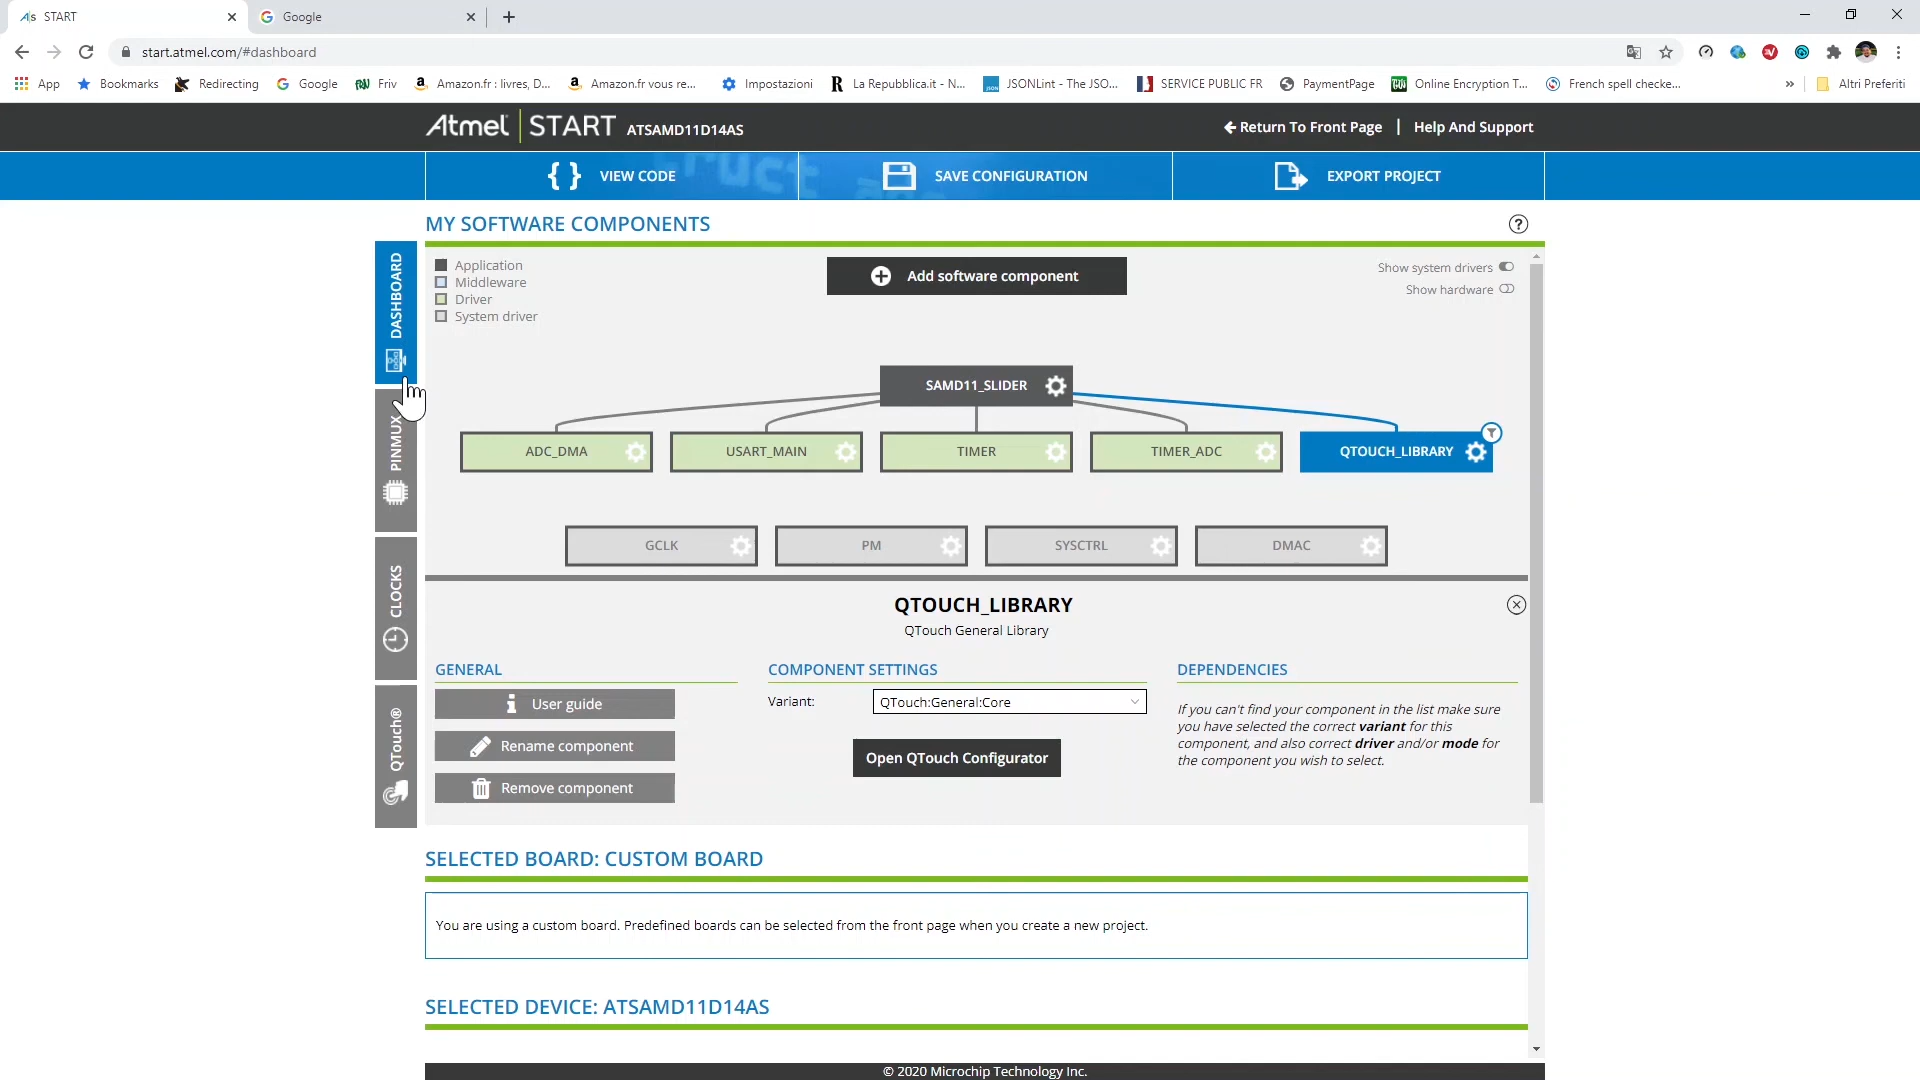 START
Google
start.atmel.com/#dashboard
App
Bookmarks
Redirecting
Google
Friv
Amazon.fr : livres, D...
Amazon.fr vous re...
Impostazioni
La Repubblica.it - N...
JSONLint - The JSO...
SERVICE PUBLIC FR
PaymentPage
Online Encryption T...
French spell checke...
»
Altri Preferiti
Atmel START ATSAMD11D14AS
Return To Front Page | Help And Support
{ } VIEW CODE
SAVE CONFIGURATION
EXPORT PROJECT
MY SOFTWARE COMPONENTS
DASHBOARD
PINMUX
CLOCKS
QTouch®
Application
Middleware
Driver
System driver
Add software component
Show system drivers
Show hardware
SAMD11_SLIDER
ADC_DMA
USART_MAIN
TIMER
TIMER_ADC
QTOUCH_LIBRARY
GCLK
PM
SYSCTRL
DMAC
QTOUCH_LIBRARY
QTouch General Library
GENERAL
User guide
Rename component
Remove component
COMPONENT SETTINGS
Variant:
QTouch:General:Core
Open QTouch Configurator
DEPENDENCIES
If you can't find your component in the list make sure
you have selected the correct variant for this
component, and also correct driver and/or mode for
the component you wish to select.
SELECTED BOARD: CUSTOM BOARD
You are using a custom board. Predefined boards can be selected from the front page when you create a new project.
SELECTED DEVICE: ATSAMD11D14AS
© 2020 Microchip Technology Inc.